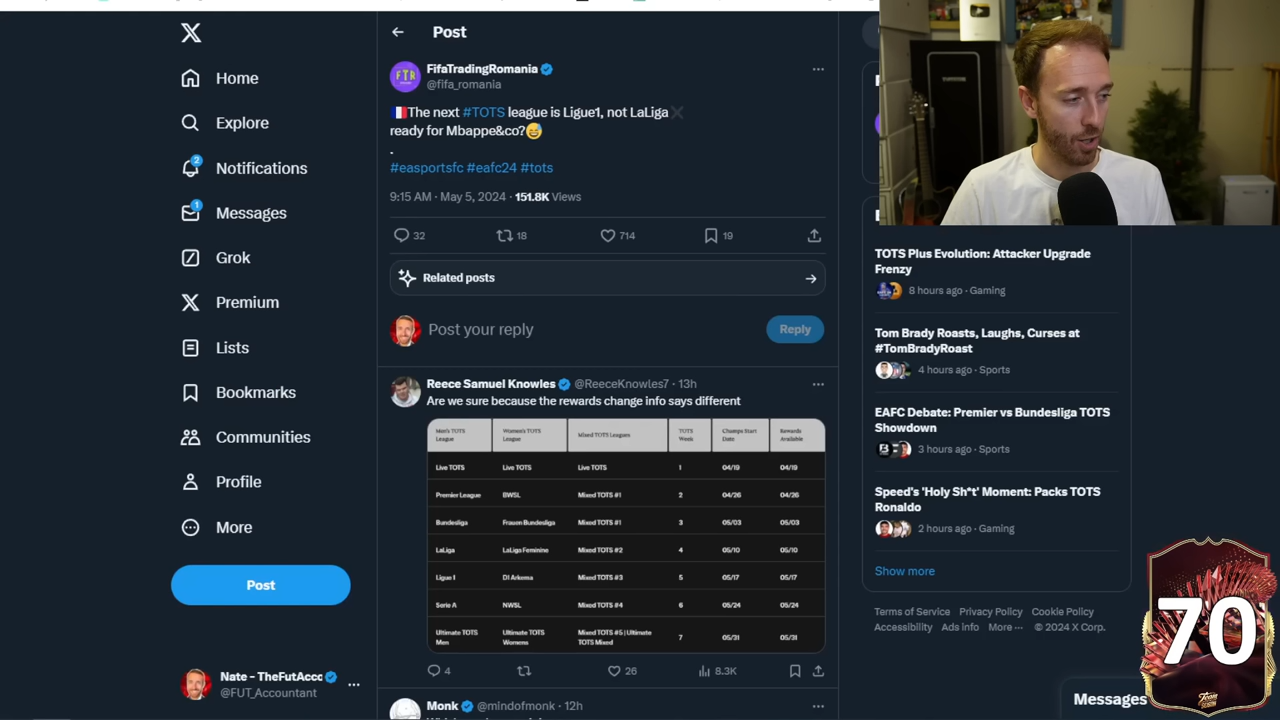 Post
Home
Explore
2
Notifications
1
Messages
Grok
Premium
Lists
Bookmarks
Communities
Profile
More
Post
Nate - TheFutAccc
@FUT_Accountant
FTR
FifaTradingRomania
@fifa_romania
The next #TOTS league is Ligue1, not LaLiga
ready for Mbappe&co?
-
#easportsfc #eafc24 #tots
9:15 AM · May 5, 2024 · 151.8K Views
32 18 714 19
Related posts
Post your reply
Reply
Reece Samuel Knowles @ReeceKnowles7 · 13h
Are we sure because the rewards change info says different
Men's TOTS League Women's TOTS League Mixed TOTS Leagues TOTS Week Champs Start Date Rewards Available
Live TOTS Live TOTS Live TOTS 1 04/19 04/19
Premier League BWSL Mixed TOTS #1 2 04/26 04/26
Bundesliga Frauen Bundesliga Mixed TOTS #1 3 05/03 05/03
LaLiga LaLiga Feminine Mixed TOTS #2 4 05/10 05/10
Ligue 1 D1 Arkema Mixed TOTS #3 5 05/17 05/17
Serie A NWSL Mixed TOTS #4 6 05/24 05/24
Ultimate TOTS Men Ultimate TOTS Womens Mixed TOTS #5 | Ultimate TOTS Mixed 7 05/31 05/31
4 26 8.3K
Monk @mindofmonk · 12h
TOTS Plus Evolution: Attacker Upgrade
Frenzy
8 hours ago · Gaming
Tom Brady Roasts, Laughs, Curses at
#TomBradyRoast
4 hours ago · Sports
EAFC Debate: Premier vs Bundesliga TOTS
Showdown
3 hours ago · Sports
Speed's 'Holy Sh*t' Moment: Packs TOTS
Ronaldo
2 hours ago · Gaming
Show more
Terms of Service Privacy Policy Cookie Policy
Accessibility Ads info More ··· © 2024 X Corp.
Messages
70